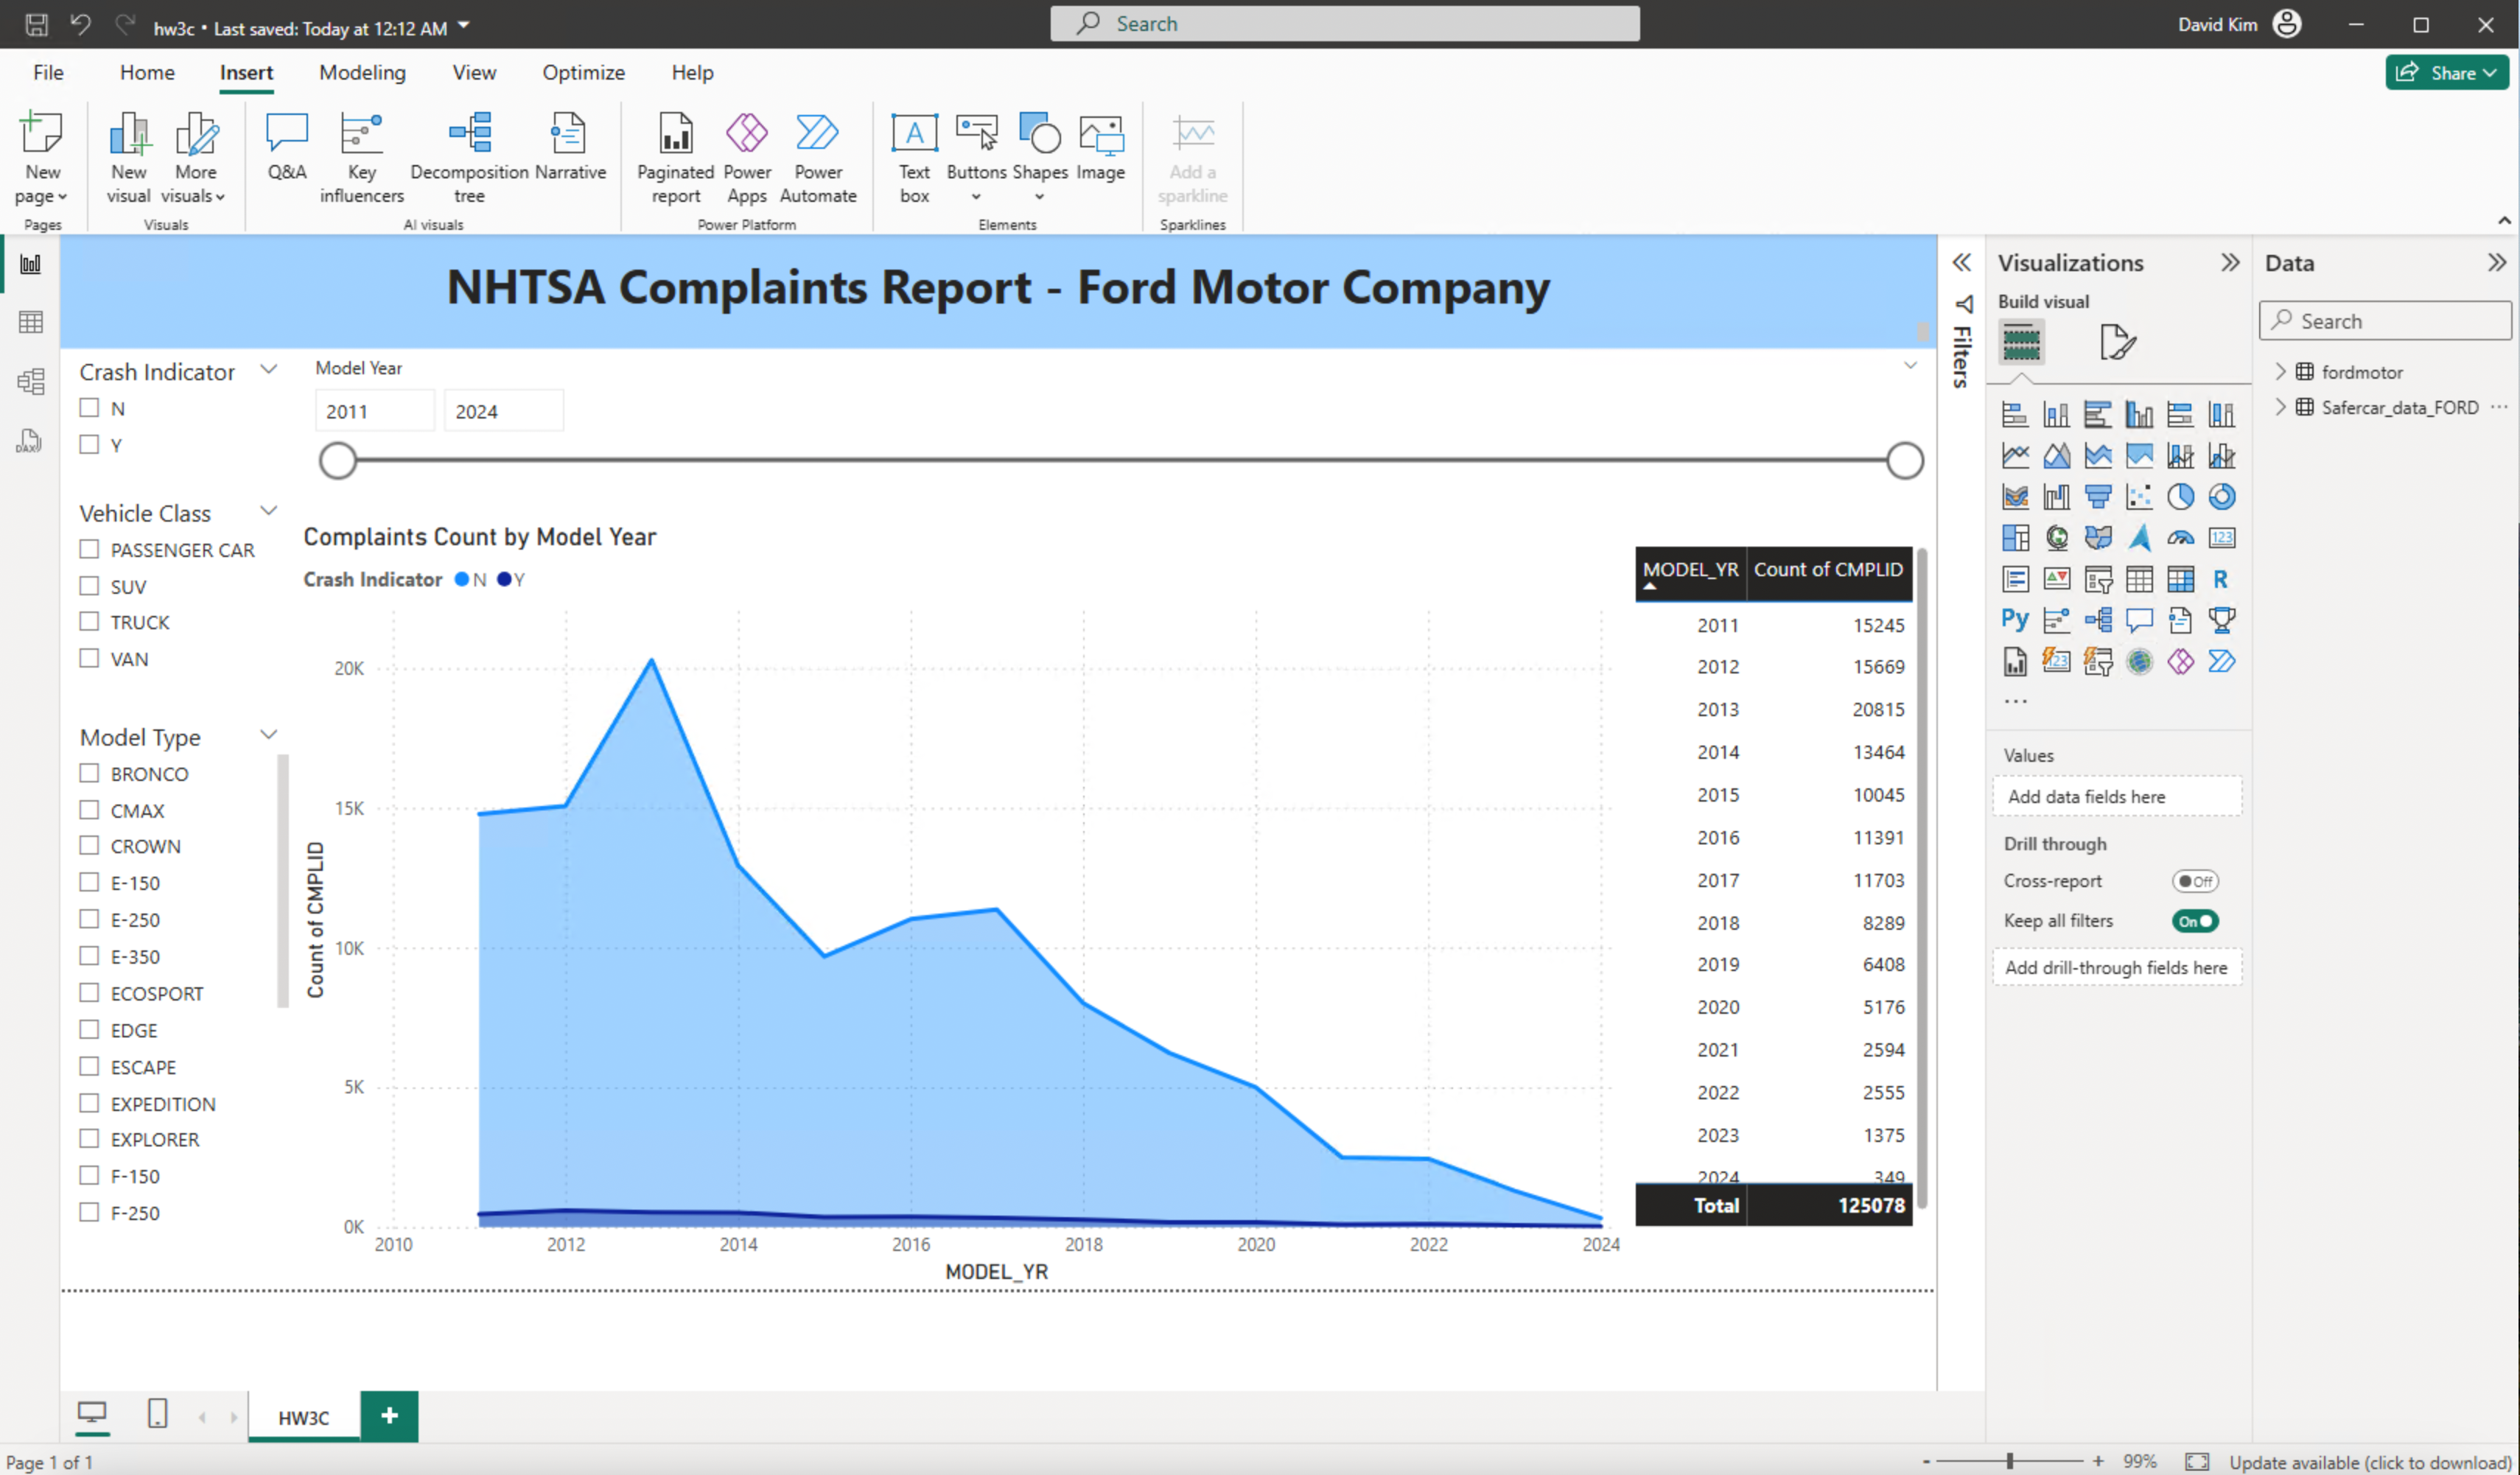 hw3c • Last saved: Today at 12:12 AM
Search
David Kim
File Home Insert Modeling View Optimize Help
Share
New page
New visual
More visuals
Q&A
Key influencers
Decomposition tree
Narrative
Paginated report
Power Apps
Power Automate
Text box
Buttons
Shapes
Image
Add a sparkline
Pages
Visuals
AI visuals
Power Platform
Elements
Sparklines
NHTSA Complaints Report - Ford Motor Company
Crash Indicator
N
Y
Model Year
2011
2024
Vehicle Class
PASSENGER CAR
SUV
TRUCK
VAN
Model Type
BRONCO
CMAX
CROWN
E-150
E-250
E-350
ECOSPORT
EDGE
ESCAPE
EXPEDITION
EXPLORER
F-150
F-250
Complaints Count by Model Year
Crash Indicator N Y
Count of CMPLID
20K
15K
10K
5K
0K
2010 2012 2014 2016 2018 2020 2022 2024
MODEL_YR
MODEL_YR Count of CMPLID
2011 15245
2012 15669
2013 20815
2014 13464
2015 10045
2016 11391
2017 11703
2018 8289
2019 6408
2020 5176
2021 2594
2022 2555
2023 1375
2024 349
Total 125078
Filters
Visualizations
Build visual
123
R
Py
123
...
Values
Add data fields here
Drill through
Cross-report Off
Keep all filters On
Add drill-through fields here
Data
Search
fordmotor
Safercar_data_FORD ...
DAX
HW3C
+
Page 1 of 1
- + 99%
Update available (click to download)